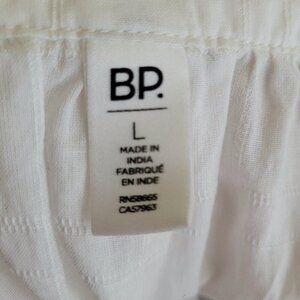 BP.
L
MADE IN
INDIA
FABRIQUÉ
EN INDE
RN58665
CA57963